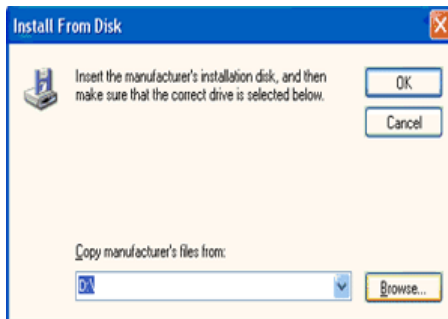 Install From Disk
Insert the manufacturer's installation disk, and then
make sure that the correct drive is selected below.
OK
Cancel
Copy manufacturer's files from:
D:\
Browse...